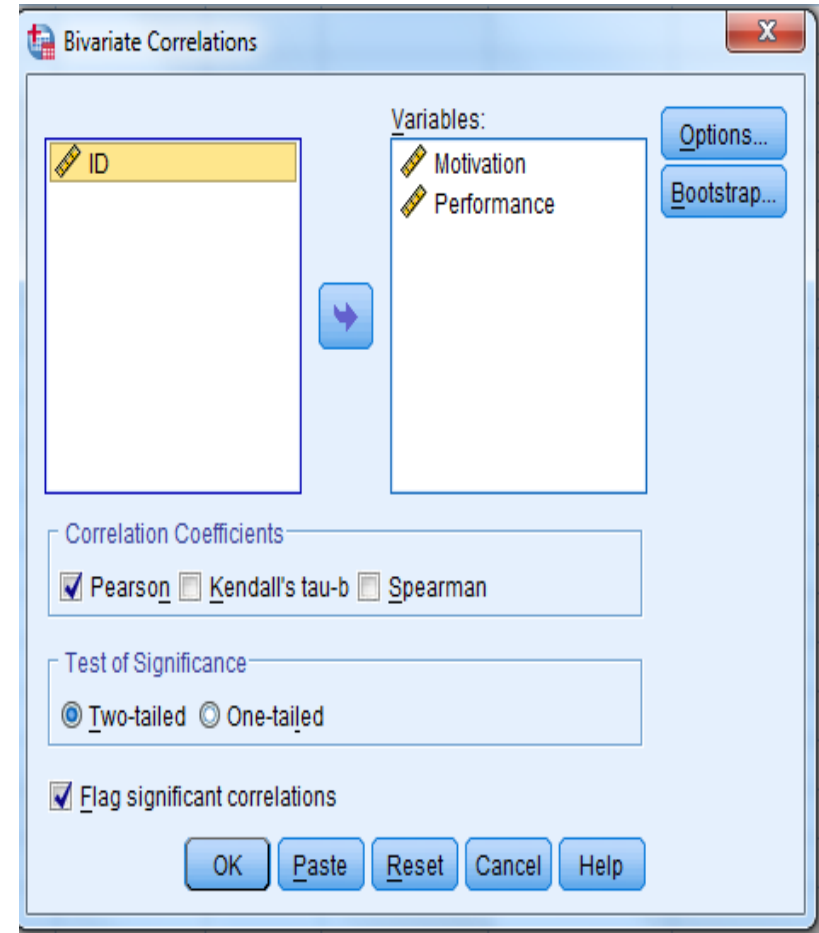 Bivariate Correlations
X
ID
Variables:
Motivation
Performance
Options...
Bootstrap...
Correlation Coefficients
Pearson Kendall's tau-b Spearman
Test of Significance
Two-tailed One-tailed
Flag significant correlations
OK Paste Reset Cancel Help